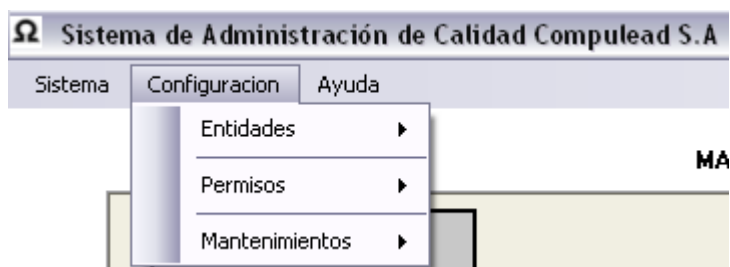 Ω Sistema de Administración de Calidad Compulead S.A
Sistema Configuracion Ayuda
Entidades
MA
Permisos
Mantenimientos